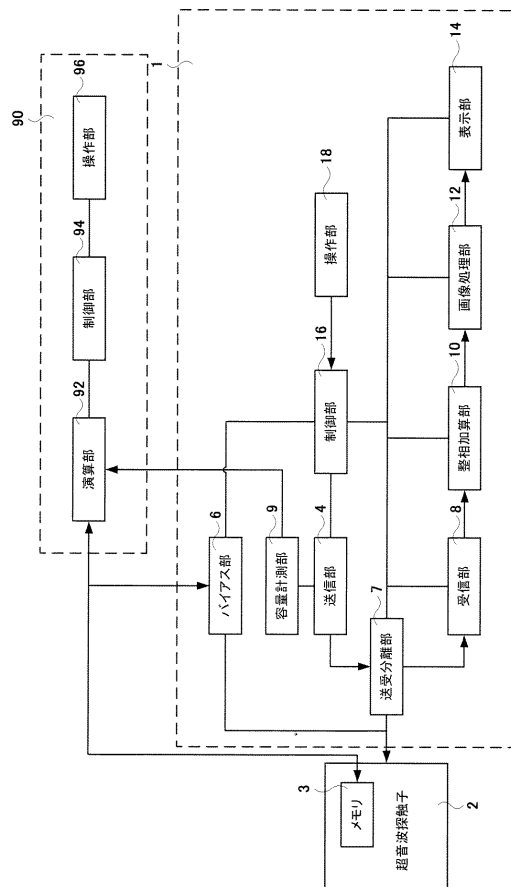 90
96
操作部
94
制御部
92
演算部
1
18
操作部
14
表示部
12
画像処理部
16
制御部
10
整相加算部
6
バイアス部
9
容量計測部
4
送信部
8
受信部
7
送受分離部
3
メモリ
超音波探触子
2